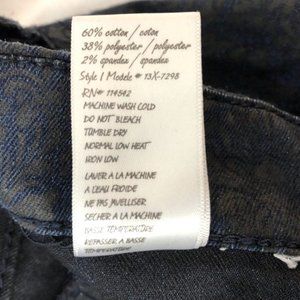 60% cotton / coton
38% polyester / polyester
2% spandex / spandex
Style / Modele # 13X-7298
RN# 114542
MACHINE WASH COLD
DO NOT BLEACH
TUMBLE DRY
NORMAL LOW HEAT
IRON LOW
LAVER A LA MACHINE
A L'EAU FROIDE
NE PAS JAVELLISER
SECHER A LA MACHINE
BASSE TEMPERATURE
REPASSER A BASSE
TEMPERATURE